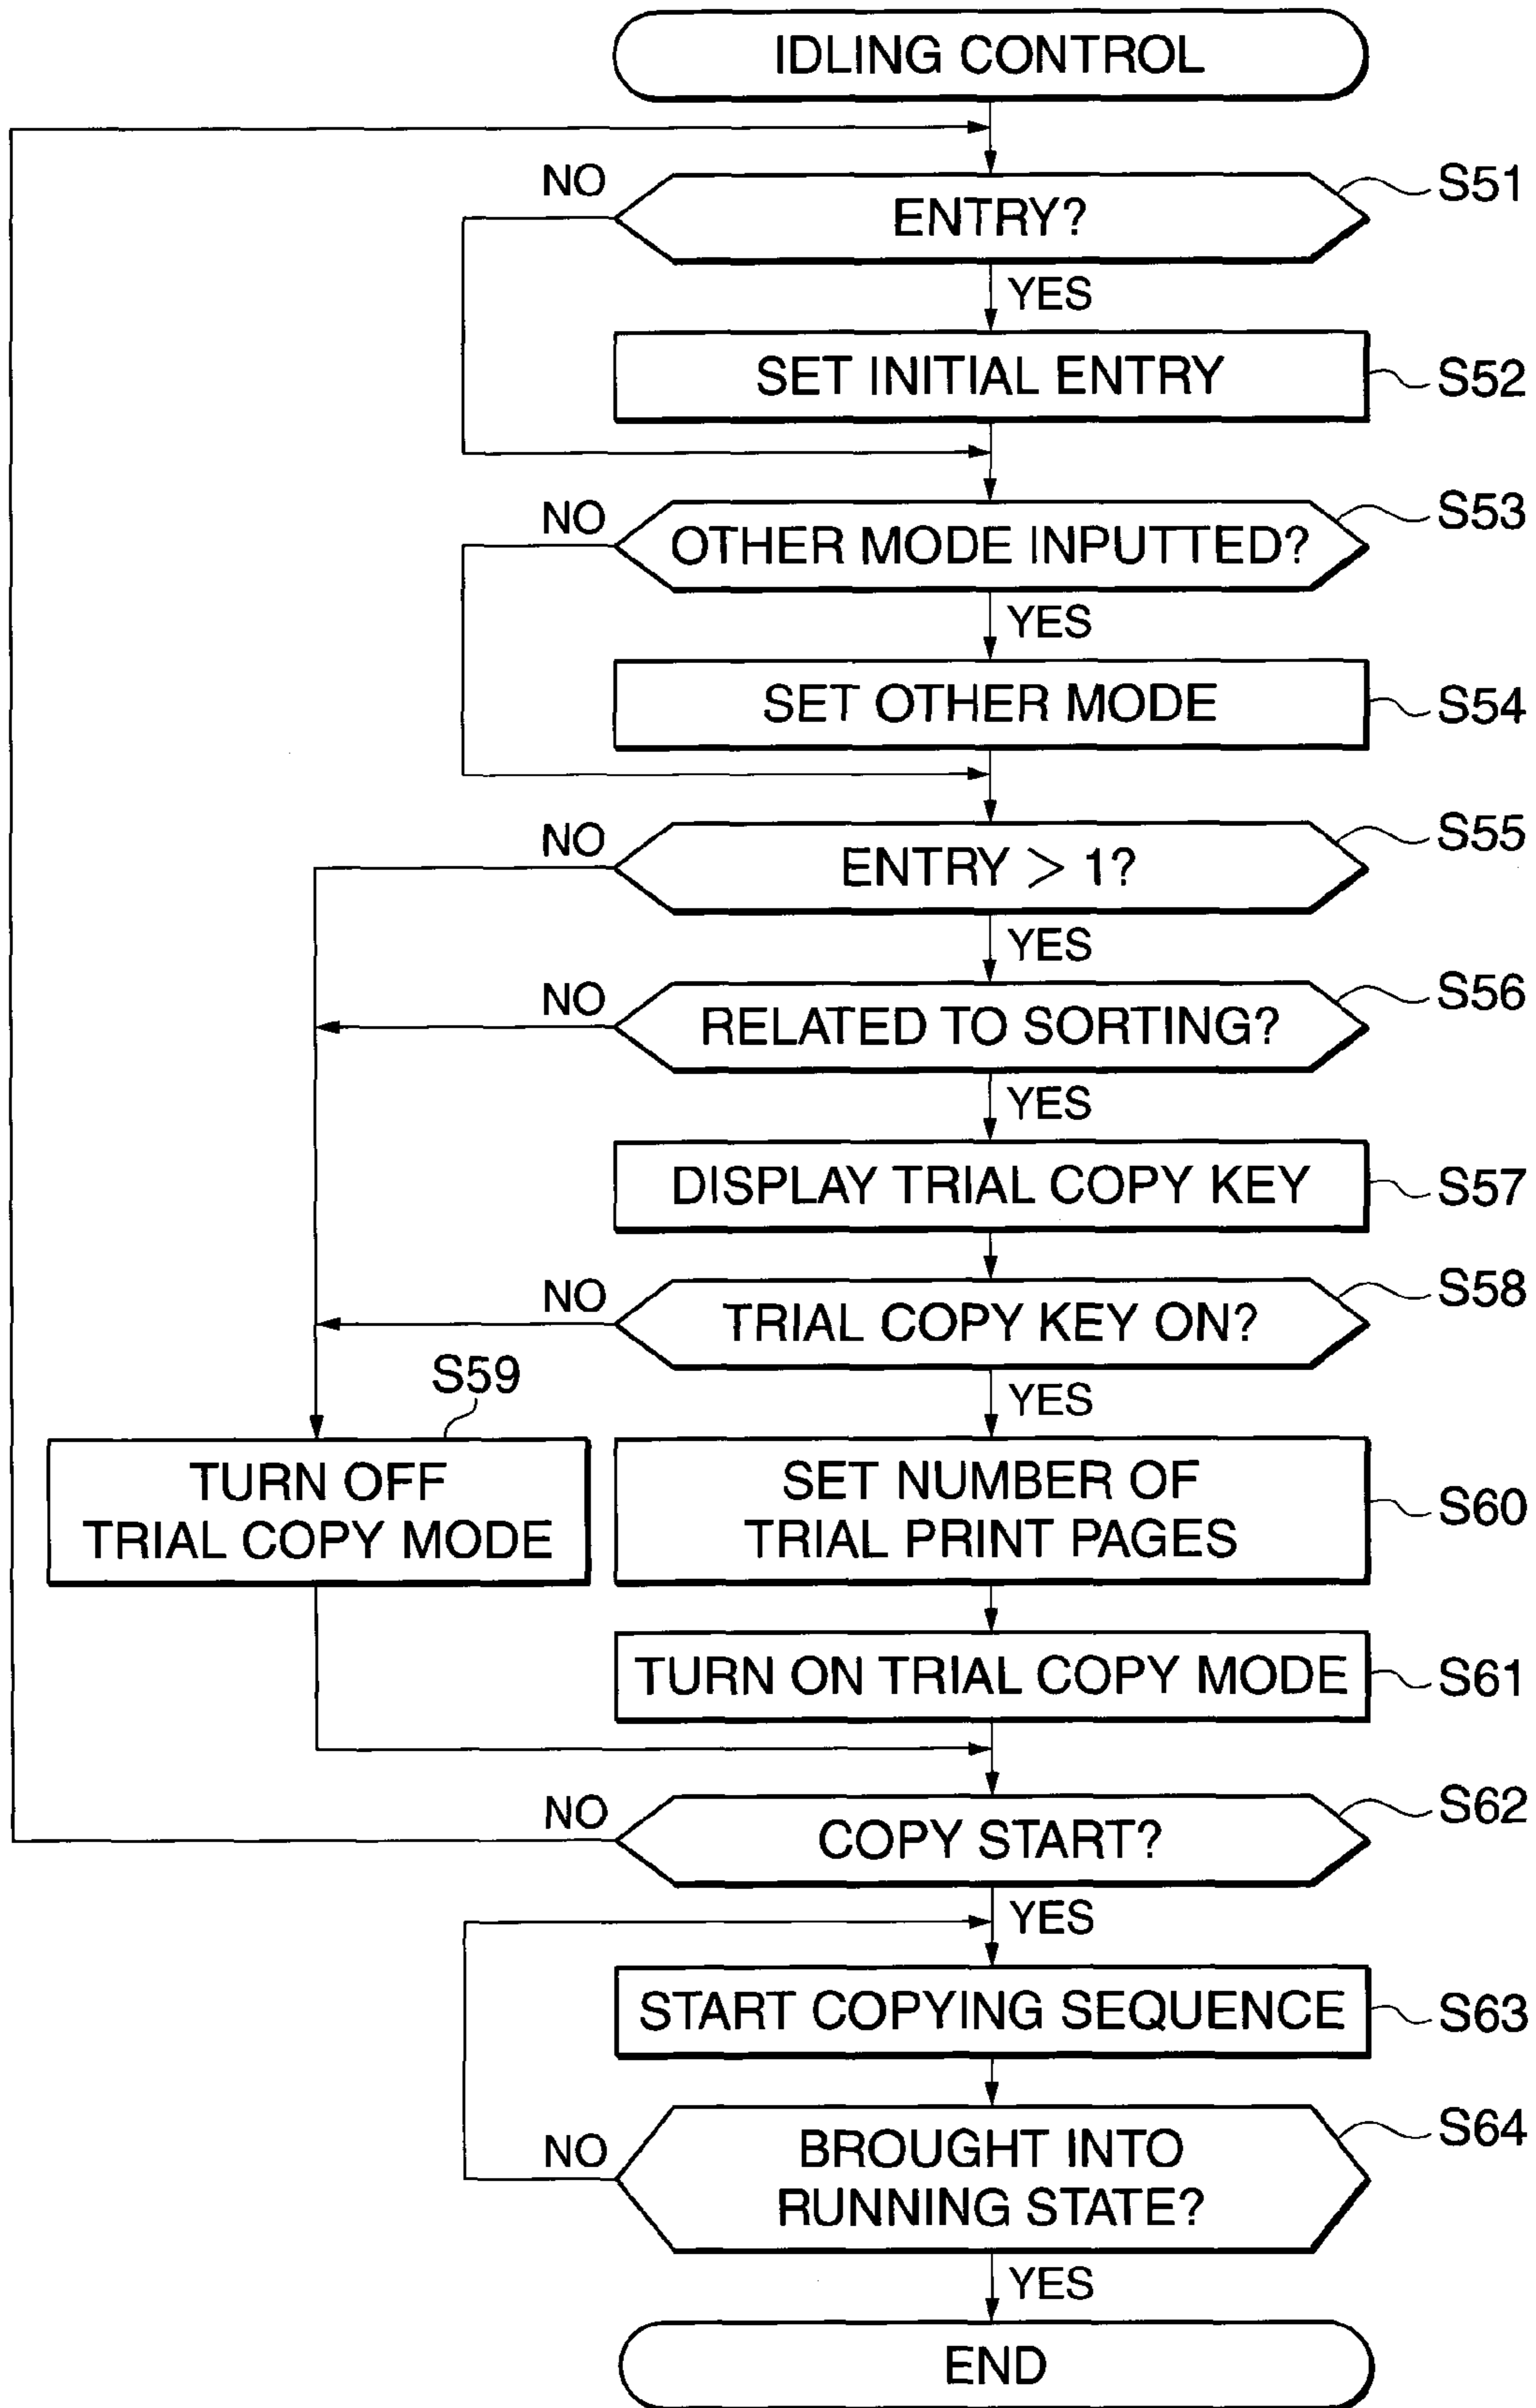 IDLING CONTROL
NO
S51
ENTRY?
YES
SET INITIAL ENTRY
S52
NO
S53
OTHER MODE INPUTTED?
YES
SET OTHER MODE
S54
NO
S55
ENTRY > 1?
YES
NO
S56
RELATED TO SORTING?
YES
DISPLAY TRIAL COPY KEY
S57
NO
S58
TRIAL COPY KEY ON?
S59
YES
TURN OFF
TRIAL COPY MODE
SET NUMBER OF
TRIAL PRINT PAGES
S60
TURN ON TRIAL COPY MODE
S61
NO
S62
COPY START?
YES
START COPYING SEQUENCE
S63
NO
S64
BROUGHT INTO
RUNNING STATE?
YES
END